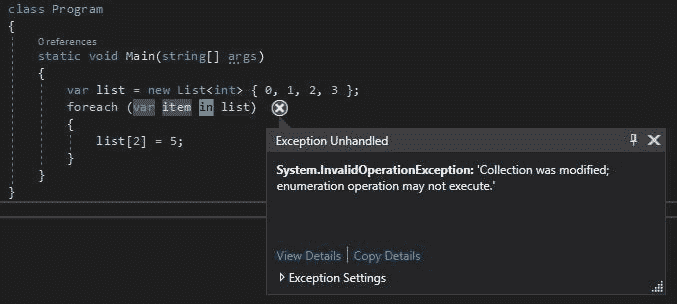 class Program
{
0 references
static void Main(string[] args)
{
var list = new List<int> { 0, 1, 2, 3 };
foreach (var item in list)
{
list[2] = 5;
}
}
}
Exception Unhandled
System.InvalidOperationException: 'Collection was modified;
enumeration operation may not execute.'
View Details | Copy Details
Exception Settings